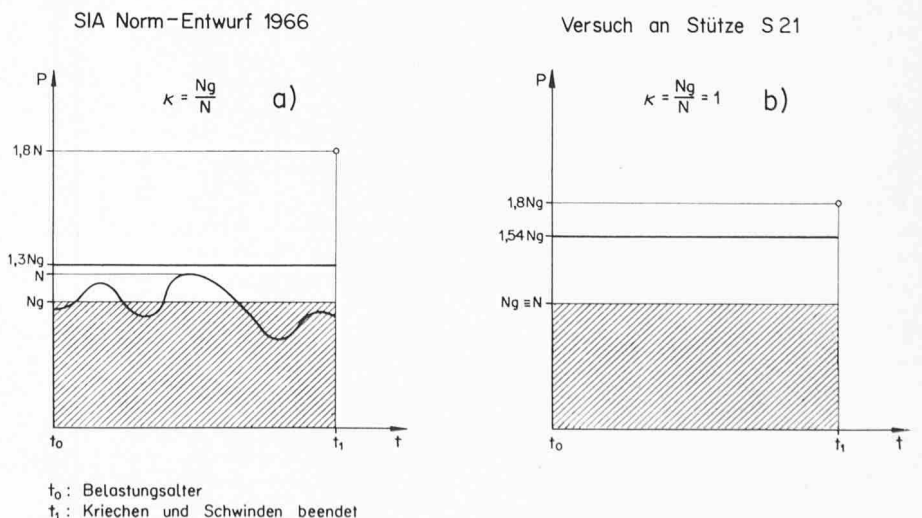 SIA Norm-Entwurf 1966
P
κ = Ng/N a)
1,8 N
1,3 Ng
N
Ng
t₀ t₁ t
Versuch an Stütze S 21
P
κ = Ng/N = 1 b)
1,8 Ng
1,54 Ng
Ng ≡ N
t₀ t₁ t
t₀ : Belastungsalter
t₁ : Kriechen und Schwinden beendet